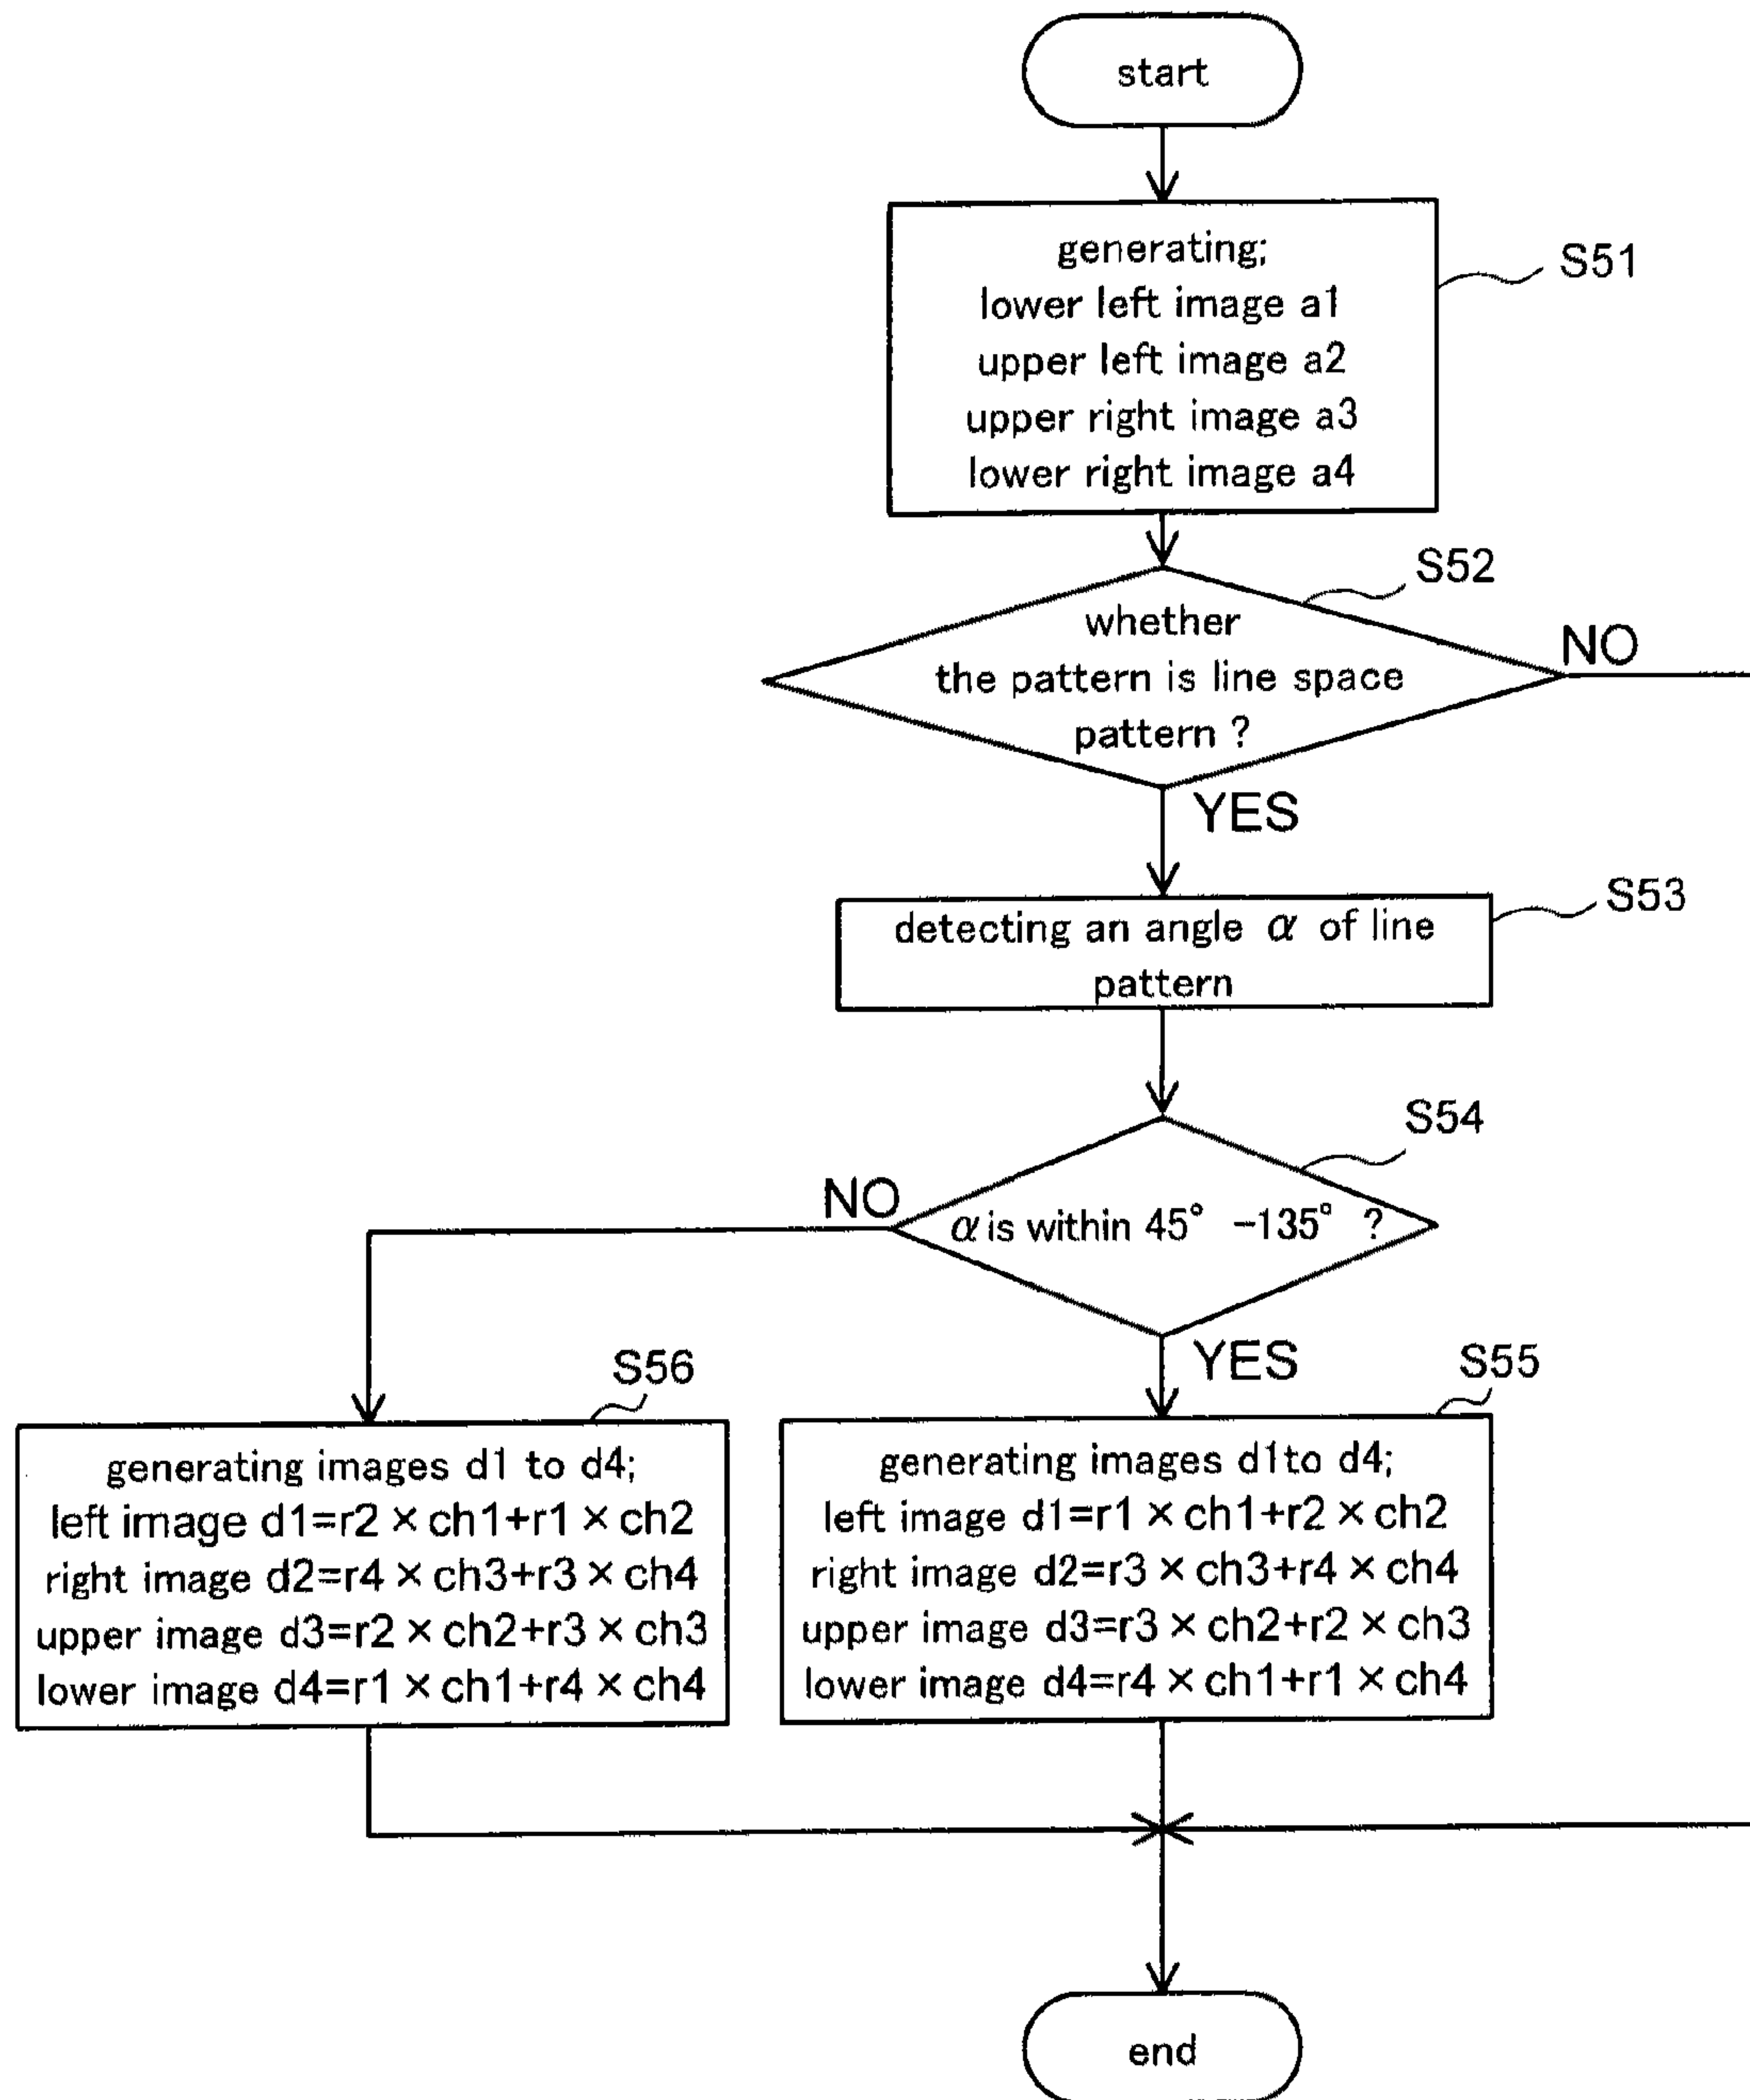 start
generating;
lower left image a1
upper left image a2
upper right image a3
lower right image a4
S51
S52
whether
the pattern is line space
pattern ?
NO
YES
S53
detecting an angle α of line
pattern
S54
NO
α is within 45° -135° ?
YES
S56
generating images d1 to d4;
left image d1=r2 × ch1+r1 × ch2
right image d2=r4 × ch3+r3 × ch4
upper image d3=r2 × ch2+r3 × ch3
lower image d4=r1 × ch1+r4 × ch4
S55
generating images d1to d4;
left image d1=r1 × ch1+r2 × ch2
right image d2=r3 × ch3+r4 × ch4
upper image d3=r3 × ch2+r2 × ch3
lower image d4=r4 × ch1+r1 × ch4
end